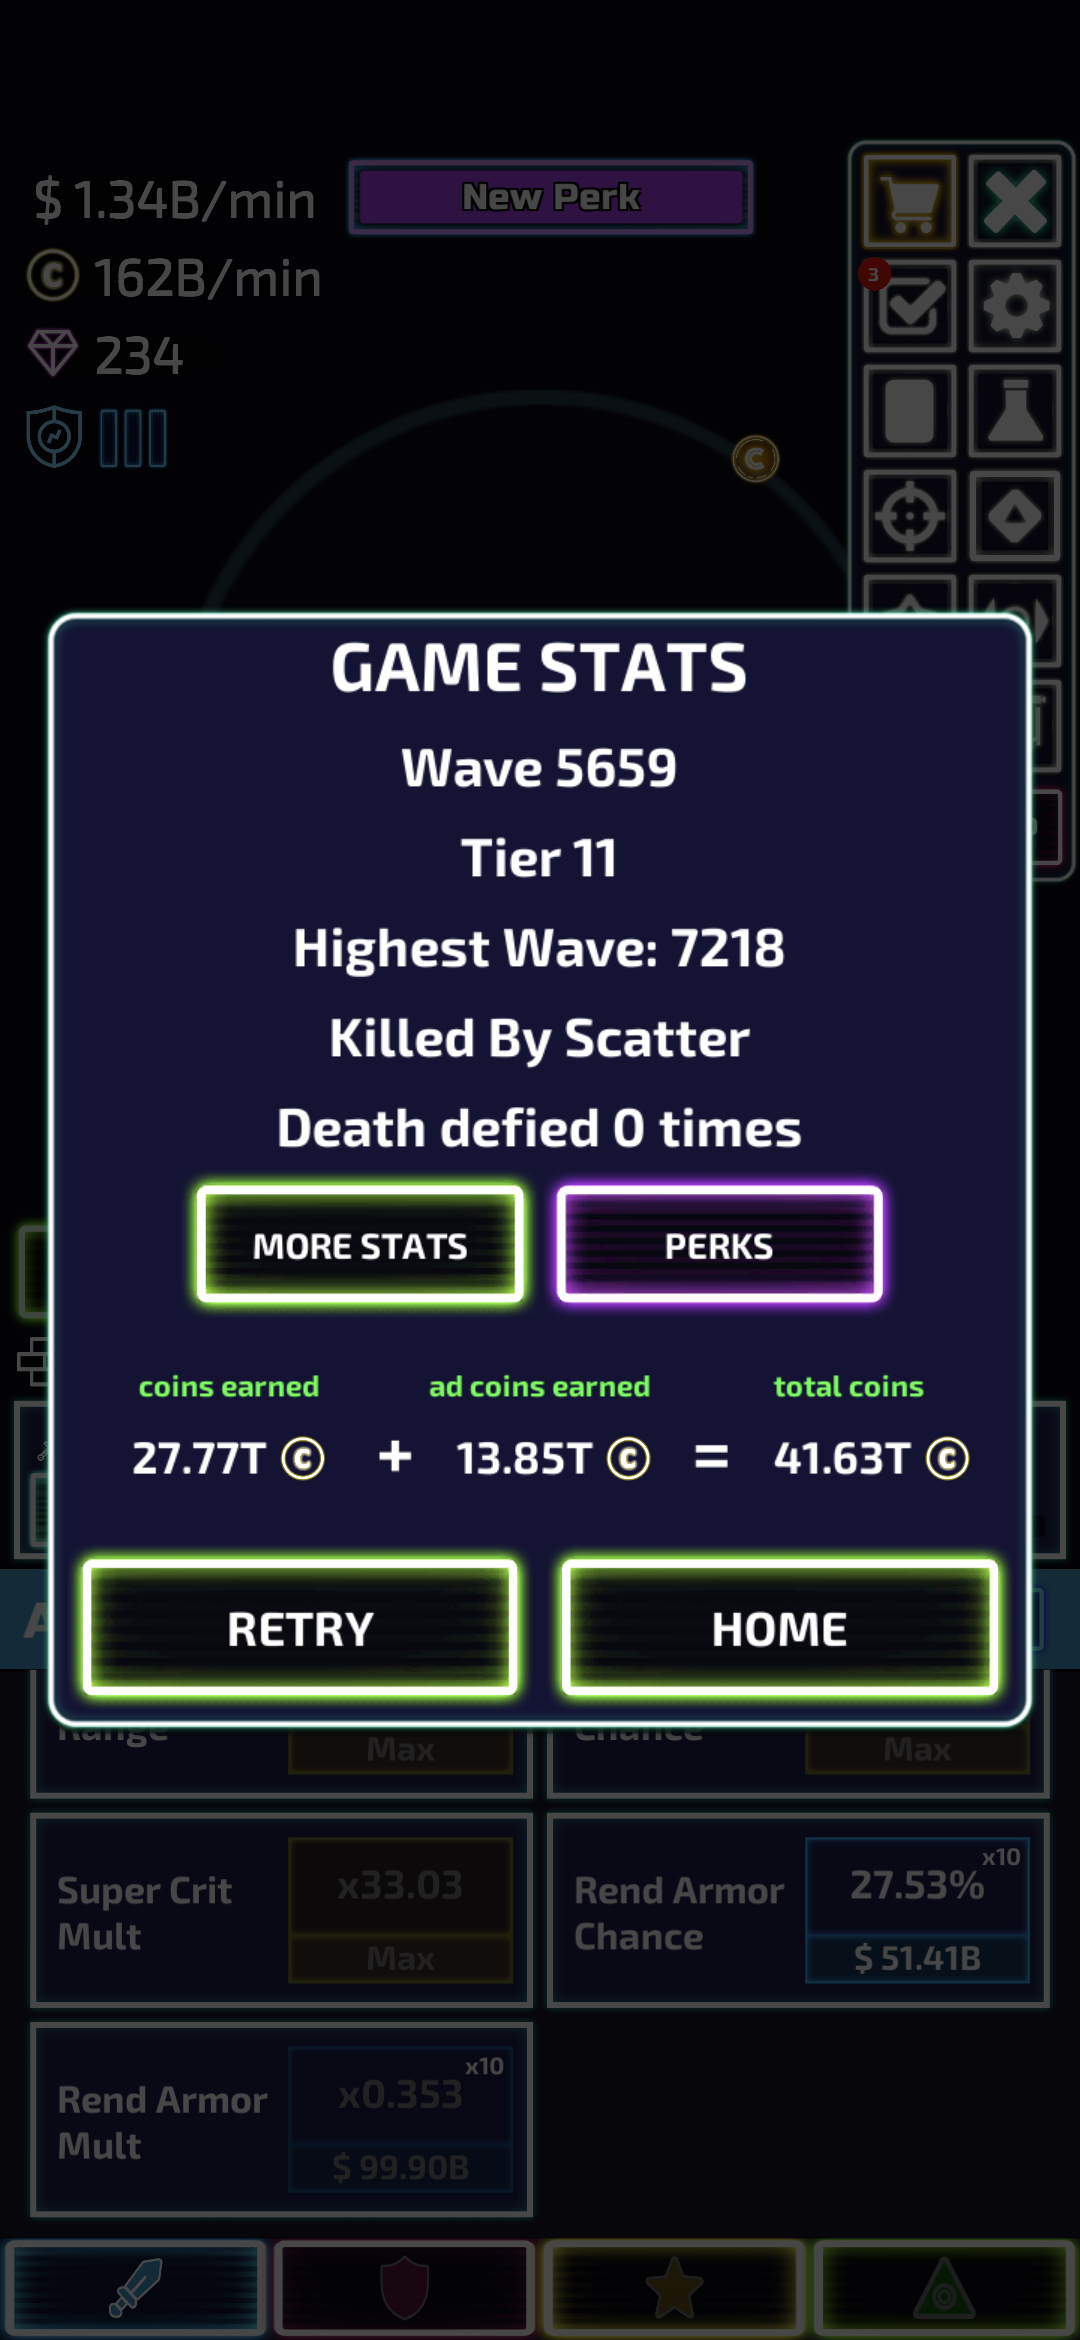 $ 1.34B/min
New Perk
C 162B/min
3
234
C
GAME STATS
Wave 5659
Tier 11
Highest Wave: 7218
Killed By Scatter
Death defied 0 times
MORE STATS
PERKS
coins earned
ad coins earned
total coins
27.77T C + 13.85T C = 41.63T C
RETRY
HOME
Range
Max
Chance
Max
Super Crit
Mult
x33.03
Max
Rend Armor
Chance
x10
27.53%
$ 51.41B
Rend Armor
Mult
x10
x0.353
$ 99.90B